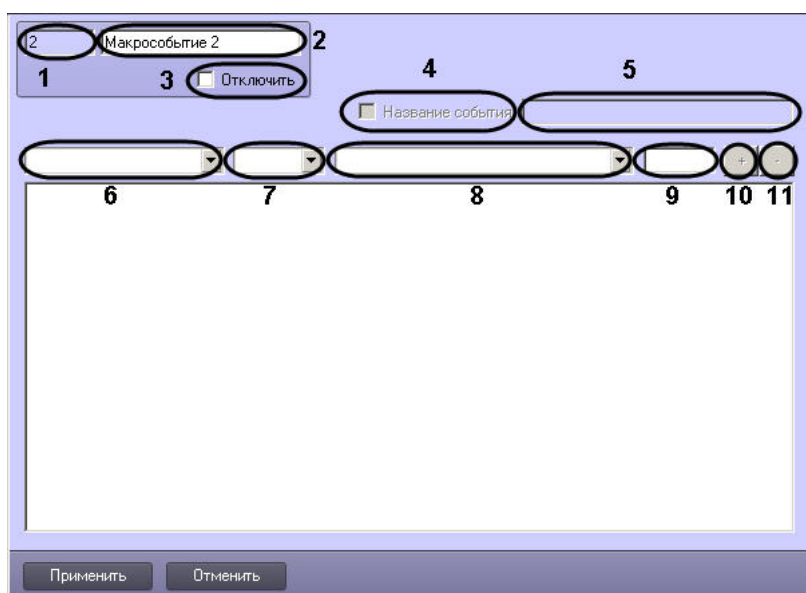 2 Макрособытие 2 2
1 3 Отключить 4 5
Название события
+ -
6 7 8 9 10 11
Применить Отменить